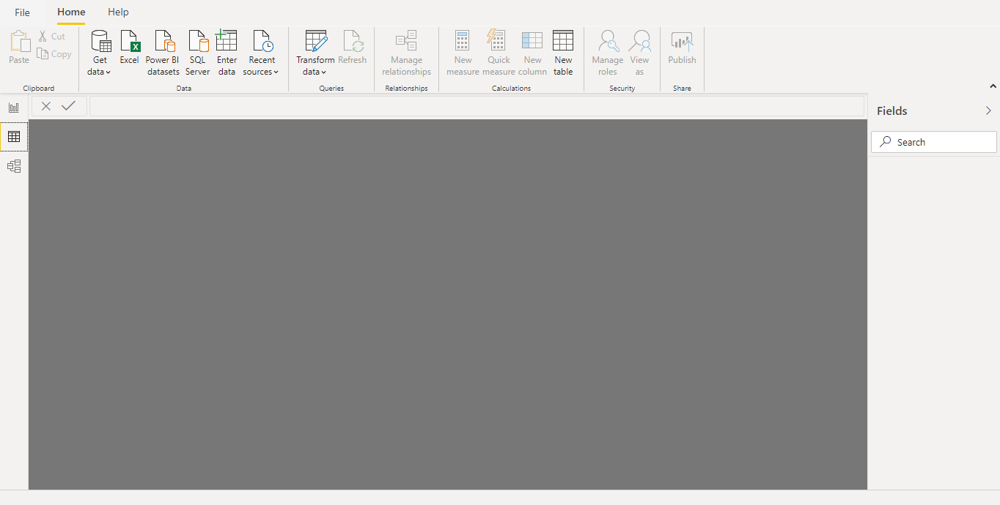 File Home Help
Paste
Cut
Copy
Clipboard
Get data
Excel
Power BI datasets
SQL Server
Enter data
Recent sources
Data
Transform data
Refresh
Queries
Manage relationships
Relationships
New measure
Quick measure
New column
New table
Calculations
Manage roles
View as
Security
Publish
Share
Fields
Search